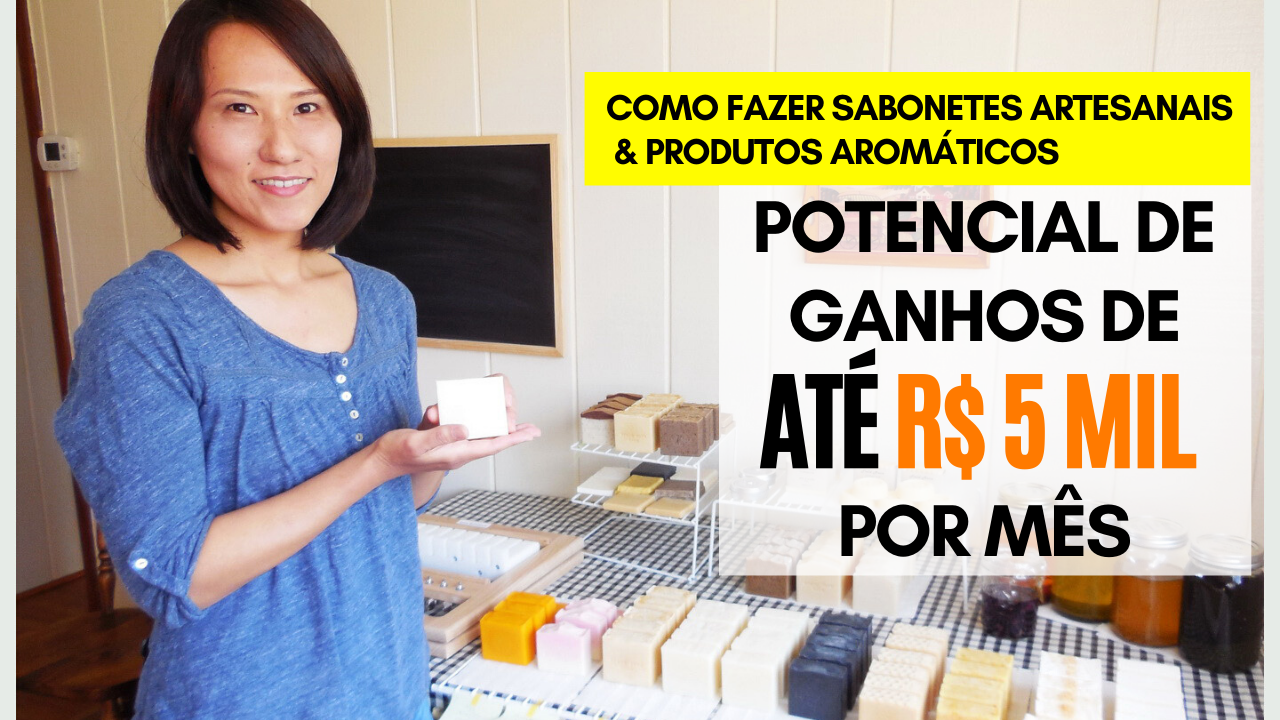 COMO FAZER SABONETES ARTESANAIS
& PRODUTOS AROMÁTICOS
POTENCIAL DE
GANHOS DE
ATÉ R$ 5 MIL
POR MÊS